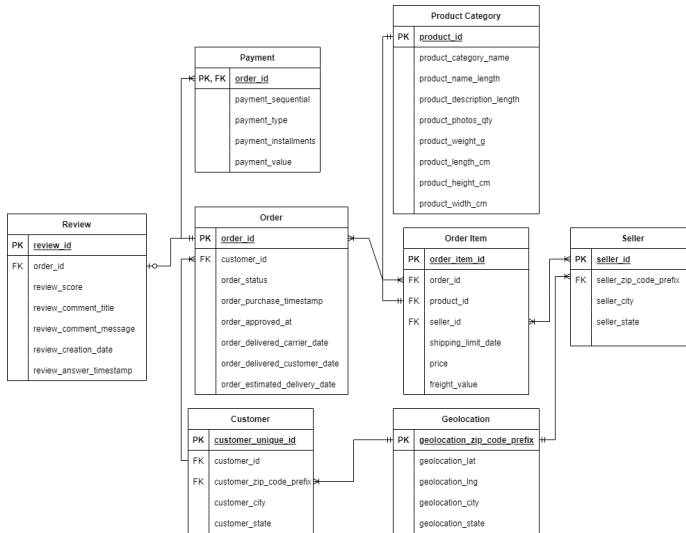 Product Category
PK product_id
product_category_name
product_name_length
product_description_length
product_photos_qty
product_weight_g
product_length_cm
product_height_cm
product_width_cm
Payment
PK, FK order_id
payment_sequential
payment_type
payment_installments
payment_value
Review
PK review_id
FK order_id
review_score
review_comment_title
review_comment_message
review_creation_date
review_answer_timestamp
Order
PK order_id
FK customer_id
order_status
order_purchase_timestamp
order_approved_at
order_delivered_carrier_date
order_delivered_customer_date
order_estimated_delivery_date
Order Item
PK order_item_id
FK order_id
FK product_id
FK seller_id
shipping_limit_date
price
freight_value
Seller
PK seller_id
FK seller_zip_code_prefix
seller_city
seller_state
Customer
PK customer_unique_id
FK customer_id
FK customer_zip_code_prefix
customer_city
customer_state
Geolocation
PK geolocation_zip_code_prefix
geolocation_lat
geolocation_lng
geolocation_city
geolocation_state